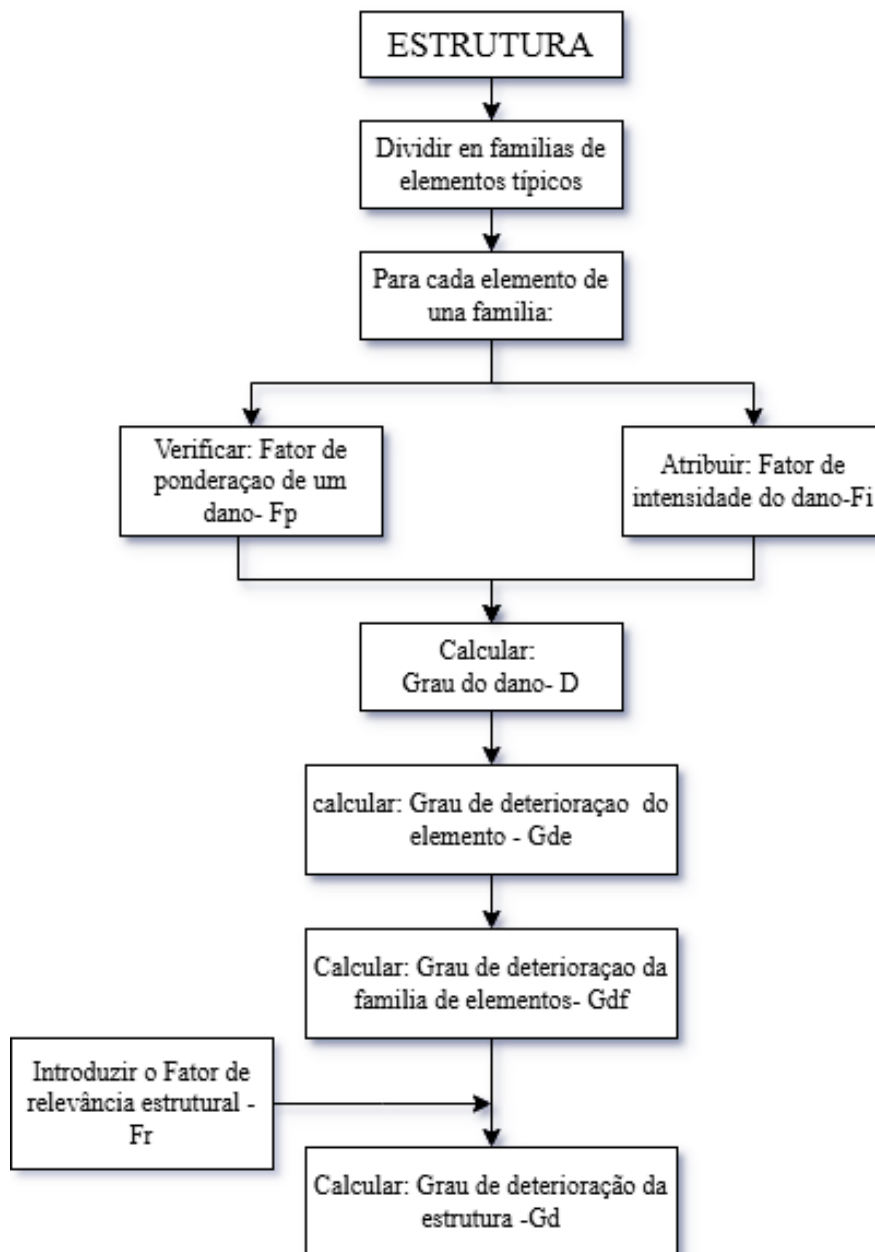 ESTRUTURA
Dividir en familias de
elementos típicos
Para cada elemento de
una familia:
Verificar: Fator de
ponderaçao de um
dano- Fp
Atribuir: Fator de
intensidade do dano-Fi
Calcular:
Grau do dano- D
calcular: Grau de deterioraçao do
elemento - Gde
Calcular: Grau de deterioraçao da
familia de elementos- Gdf
Introduzir o Fator de
relevância estrutural -
Fr
Calcular: Grau de deterioração da
estrutura -Gd